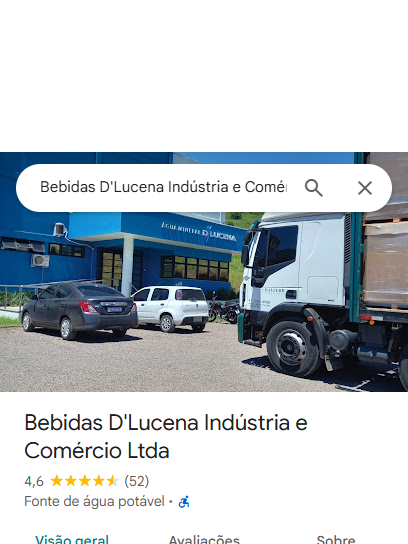 Bebidas D'Lucena Indústria e Comér
ÁGUA MINERAL D'LUCENA
Bebidas D'Lucena Indústria e
Comércio Ltda
4,6 (52)
Fonte de água potável ·
Visão geral Avaliações Sobre